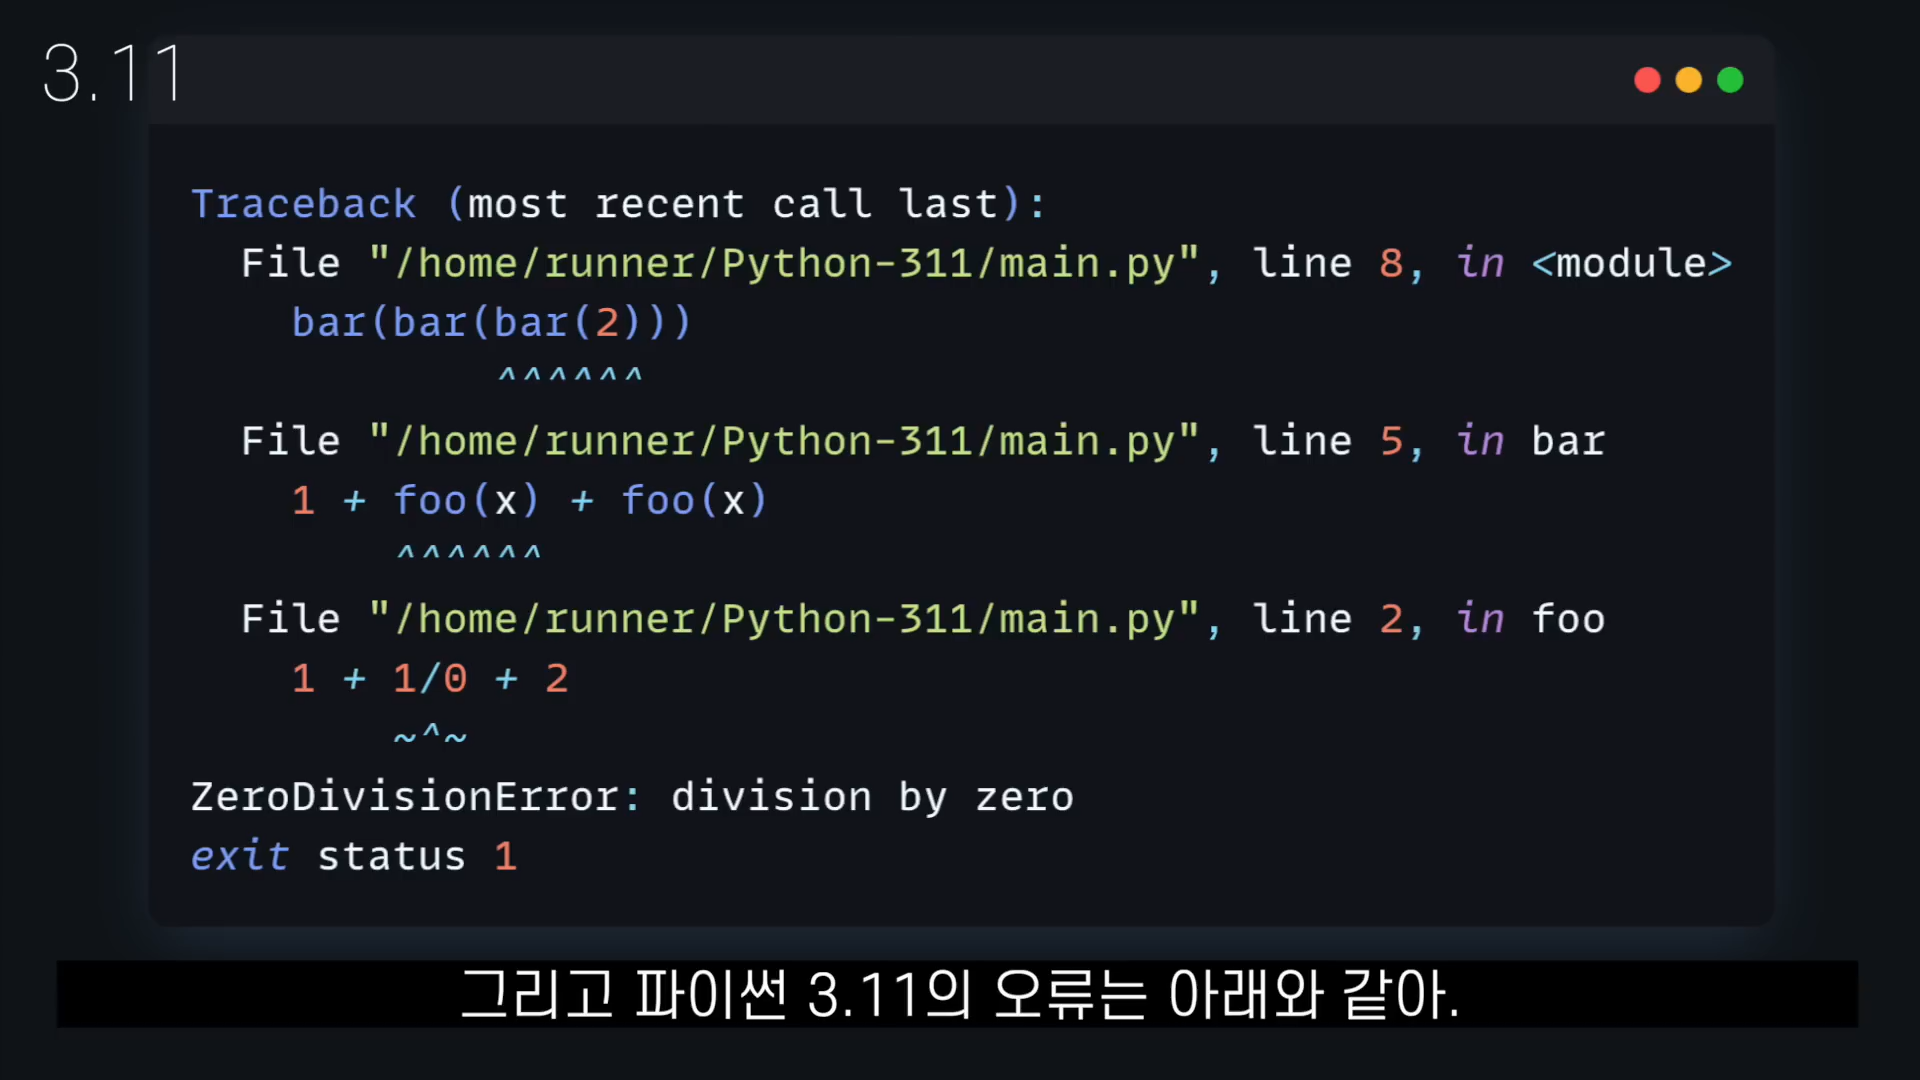 3.11
Traceback (most recent call last):
  File "/home/runner/Python-311/main.py", line 8, in <module>
    bar(bar(bar(2)))
            ^^^^^^
  File "/home/runner/Python-311/main.py", line 5, in bar
    1 + foo(x) + foo(x)
        ^^^^^^
  File "/home/runner/Python-311/main.py", line 2, in foo
    1 + 1/0 + 2
        ~^~
ZeroDivisionError: division by zero
exit status 1
그리고 파이썬 3.11의 오류는 아래와 같아.